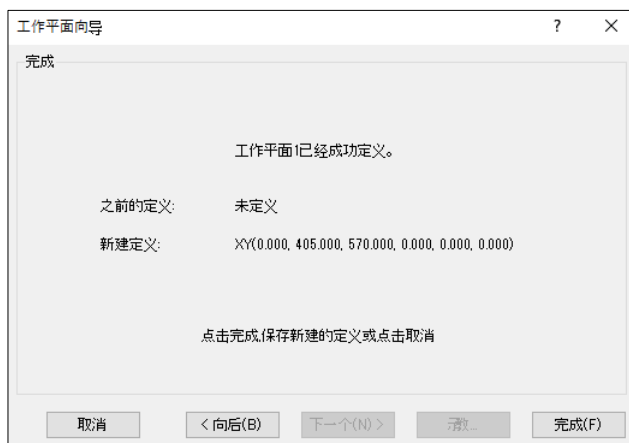 工作平面向导
?
完成
工作平面1已经成功定义。
之前的定义: 未定义
新建定义: XY(0.000, 405.000, 570.000, 0.000, 0.000, 0.000)
点击完成,保存新建的定义或点击取消
取消 < 向后(B) 下一个(N) > 完成(F)